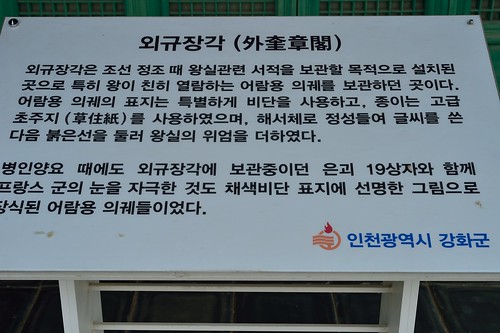 외규장각 (外奎章閣)
외규장각은 조선 정조 때 왕실관련 서적을 보관할 목적으로 설치된
곳으로 특히 왕이 친히 열람하는 어람용 의궤를 보관하던 곳이다.
어람용 의궤의 표지는 특별하게 비단을 사용하고, 종이는 고급
초주지(草住紙)를 사용하였으며, 해서체로 정성들여 글씨를 쓴
다음 붉은선을 둘러 왕실의 위엄을 더하였다.
병인양요 때에도 외규장각에 보관중이던 은괴 19상자와 함께
프랑스 군의 눈을 자극한 것도 채색비단 표지에 선명한 그림으로
장식된 어람용 의궤들이었다.
인천광역시 강화군